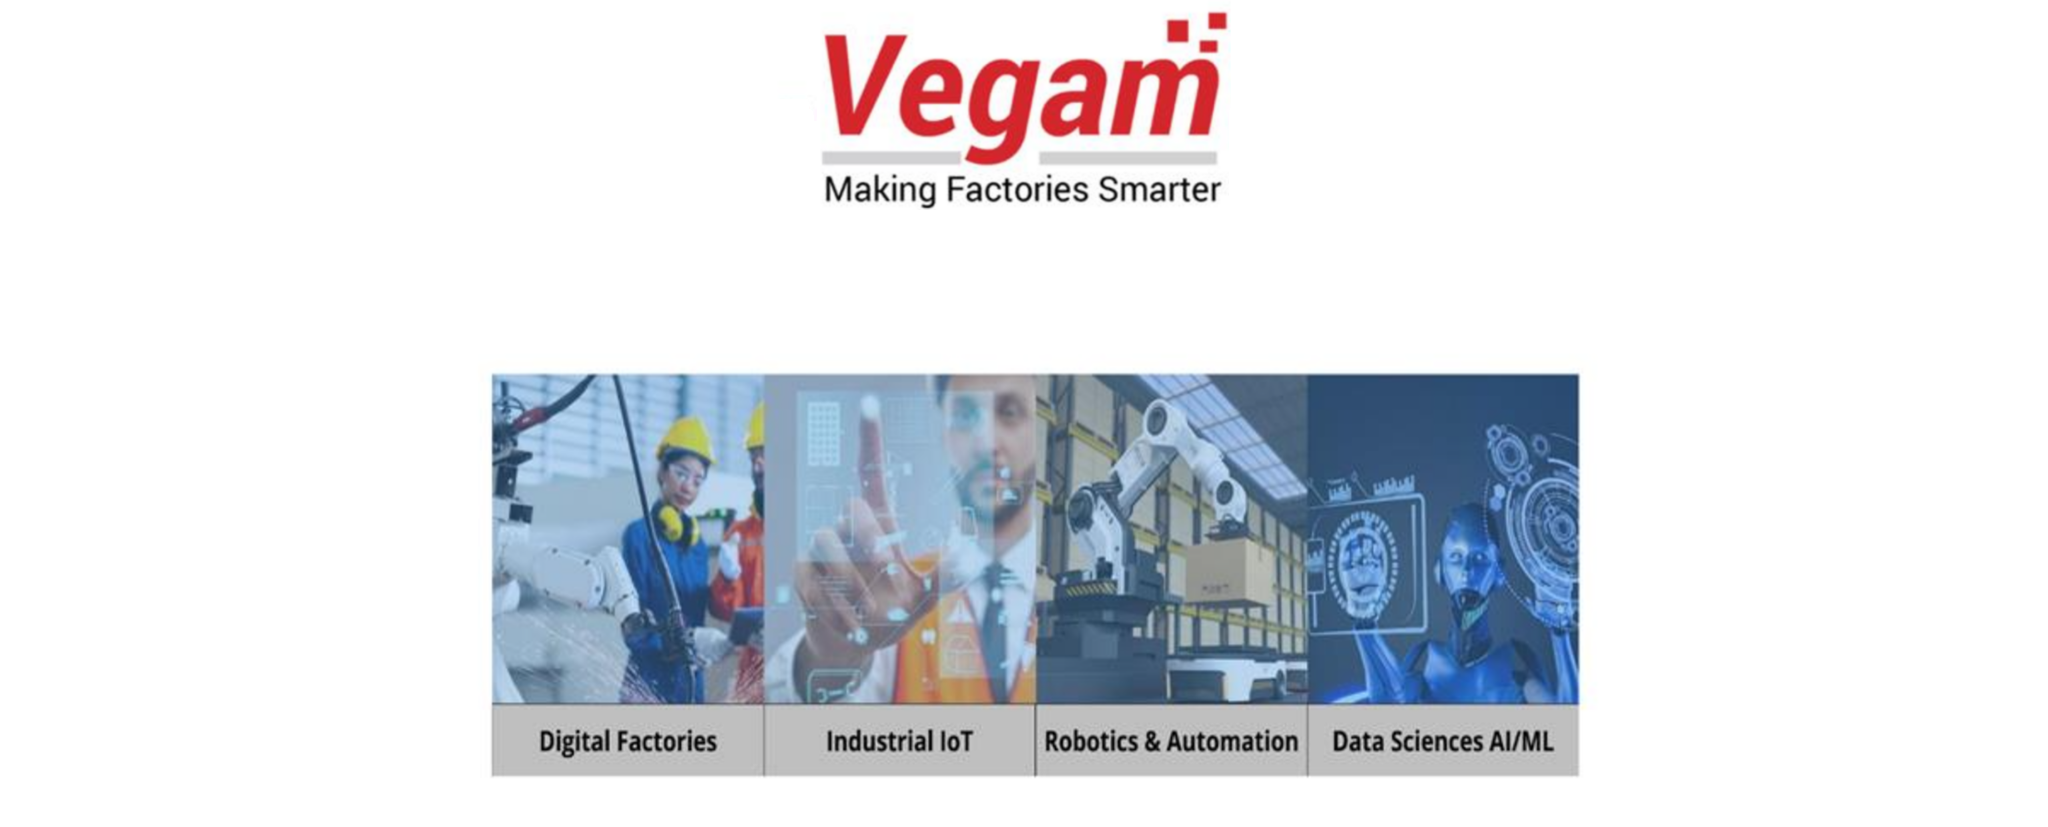 Vegam
Making Factories Smarter
Digital Factories
Industrial IoT
Robotics & Automation
Data Sciences AI/ML